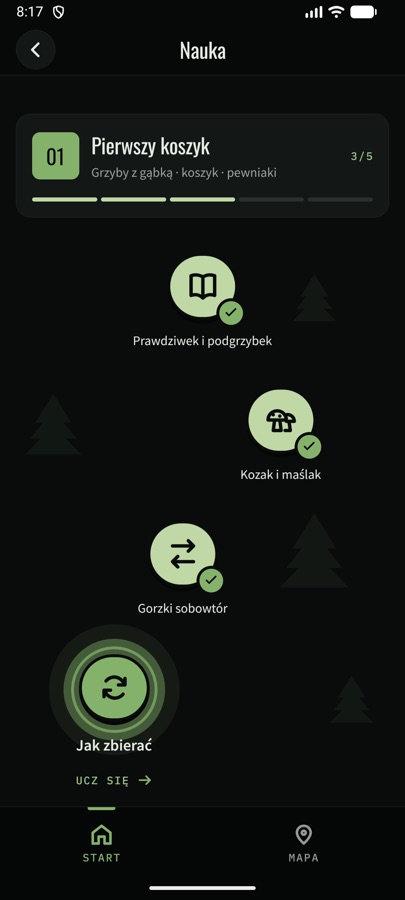 8:17
Nauka
01
Pierwszy koszyk
Grzyby z gąbką · koszyk · pewniaki
3/5
Prawdziwek i podgrzybek
Kozak i maślak
Gorzki sobowtór
Jak zbierać
UCZ SIĘ →
START
MAPA